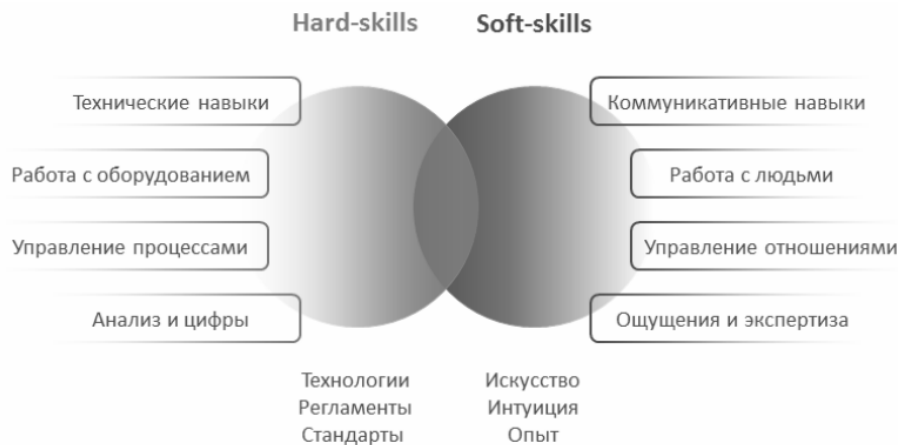 Hard-skills Soft-skills
Технические навыки
Работа с оборудованием
Управление процессами
Анализ и цифры
Коммуникативные навыки
Работа с людьми
Управление отношениями
Ощущения и экспертиза
Технологии
Регламенты
Стандарты
Искусство
Интуиция
Опыт